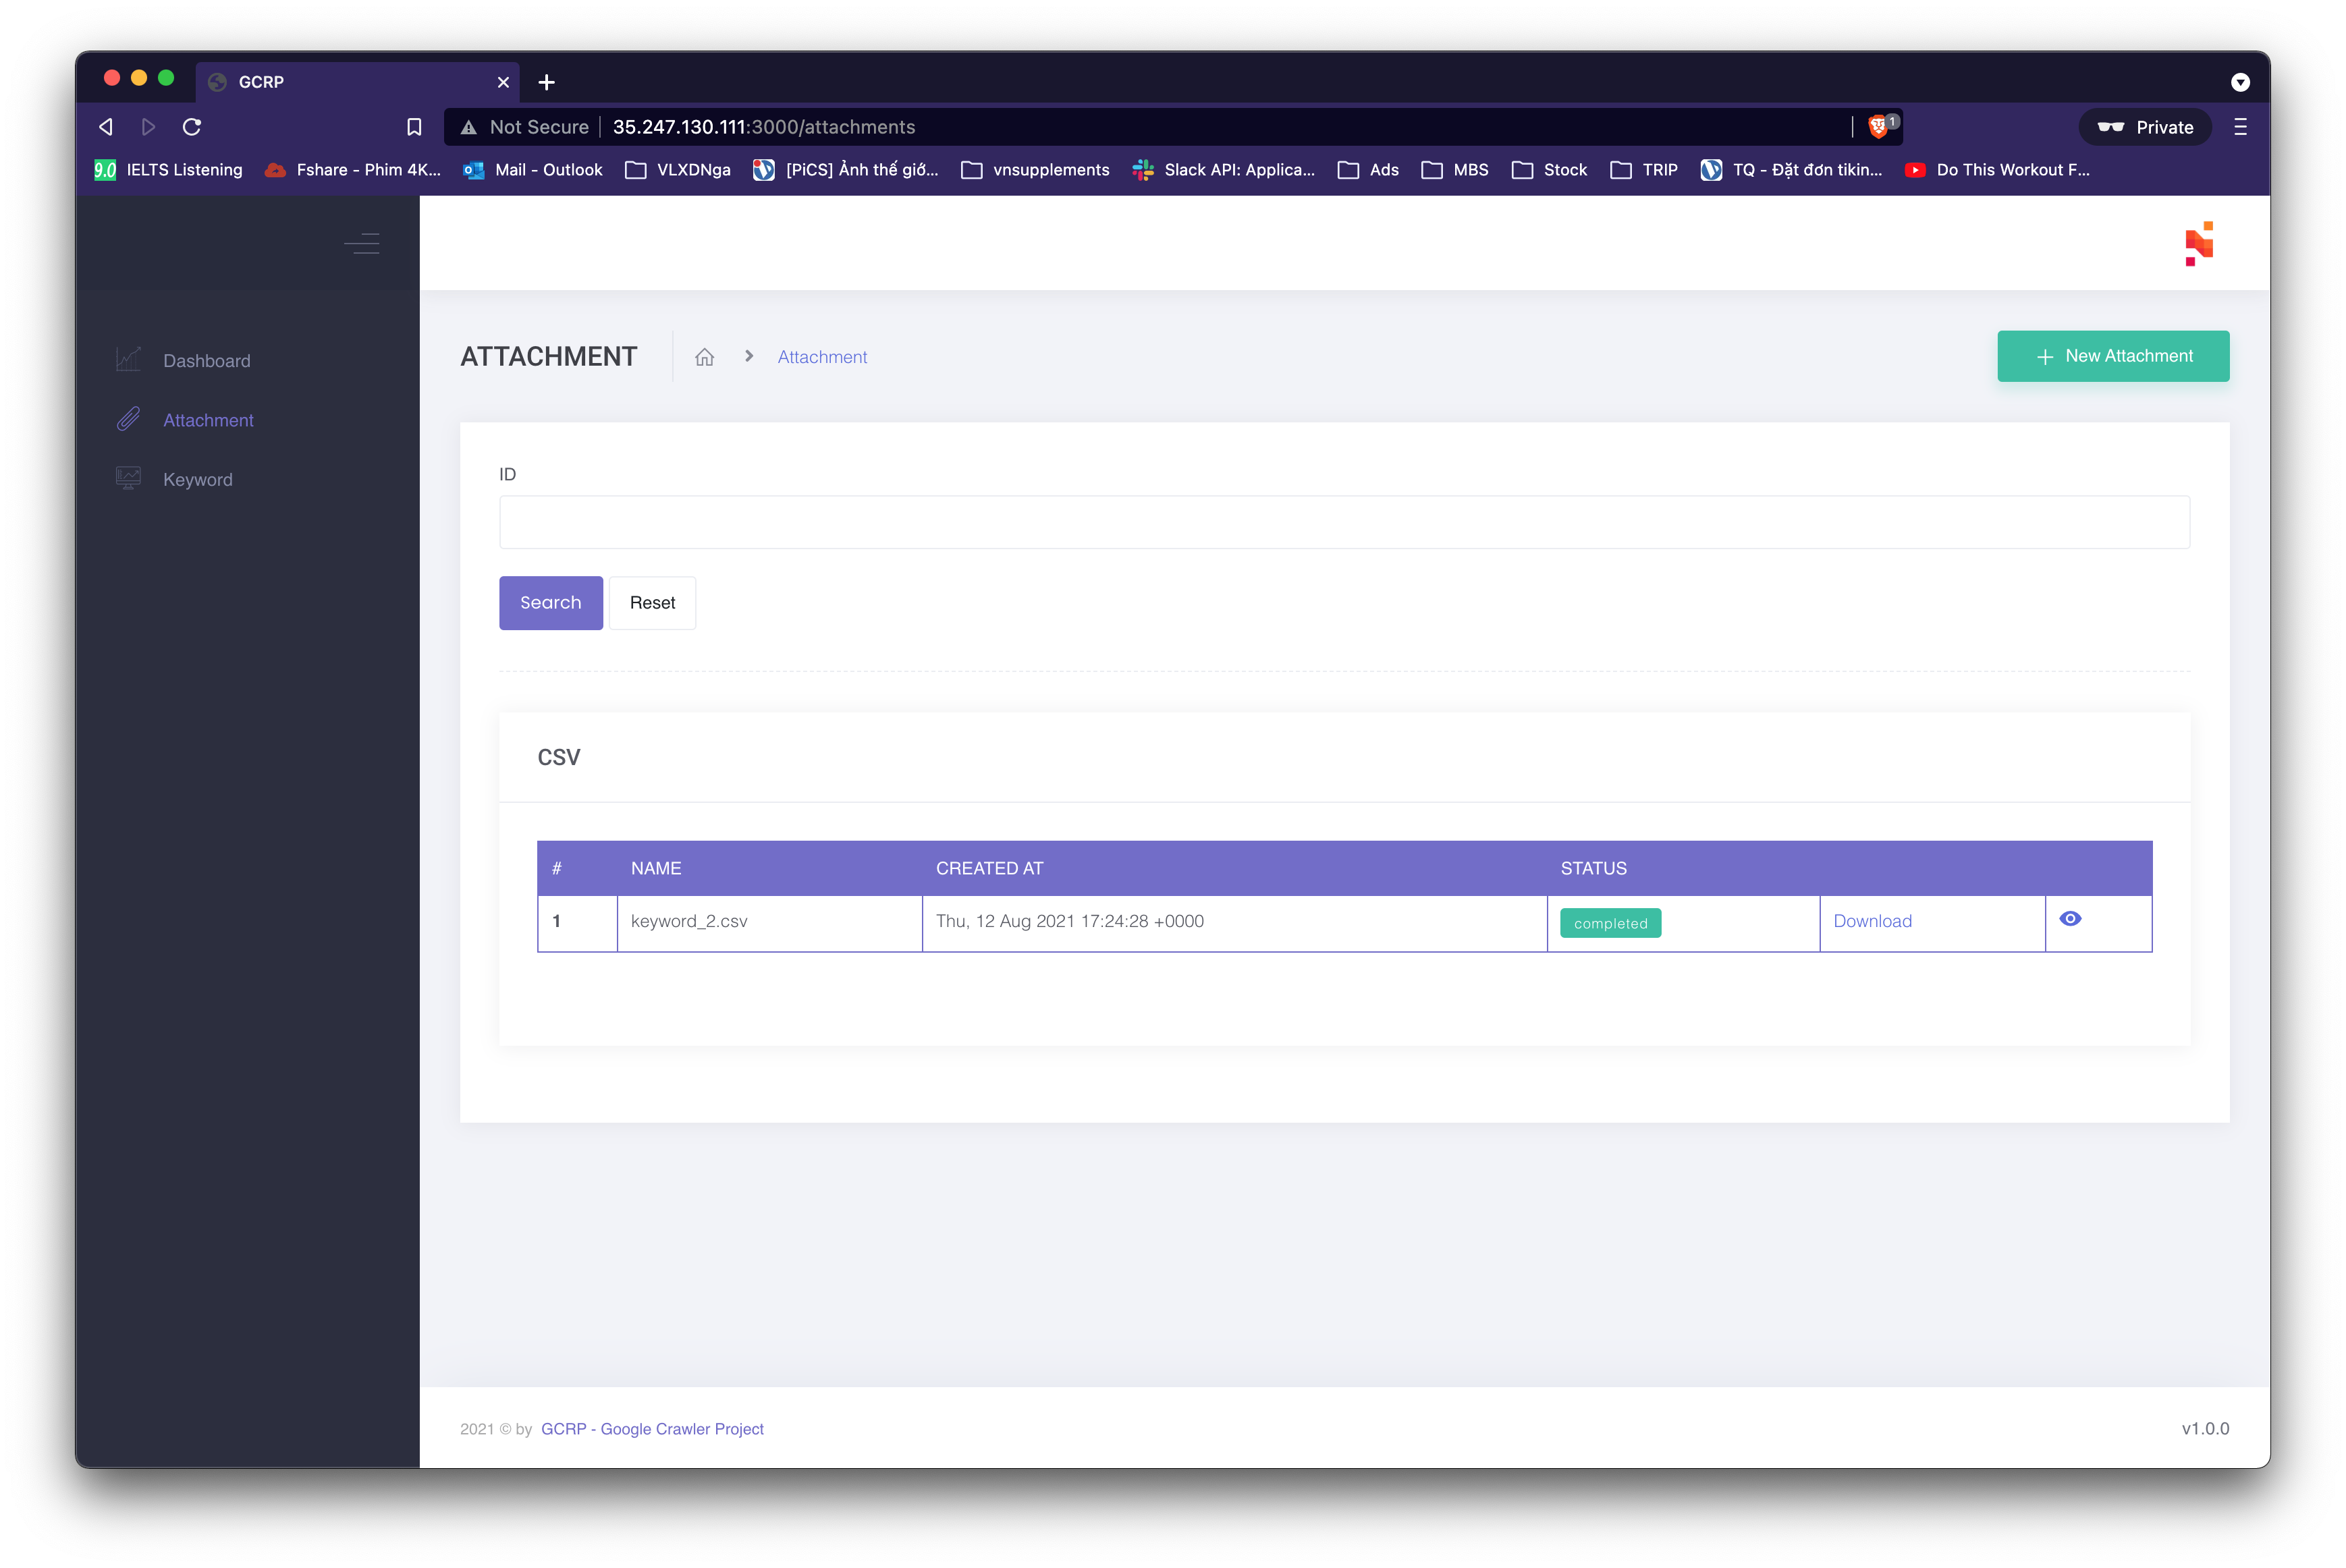 GCRP
Not Secure 35.247.130.111:3000/attachments 1 Private
9.0 IELTS Listening Fshare - Phim 4K... Mail - Outlook VLXDNga [PiCS] Ảnh thế giớ... vnsupplements Slack API: Applica... Ads MBS Stock TRIP TQ - Đặt đơn tikin... Do This Workout F...
Dashboard
Attachment
Keyword
ATTACHMENT Attachment New Attachment
ID
Search Reset
CSV
# NAME CREATED AT STATUS
1 keyword_2.csv Thu, 12 Aug 2021 17:24:28 +0000 completed Download
2021 © by GCRP - Google Crawler Project v1.0.0